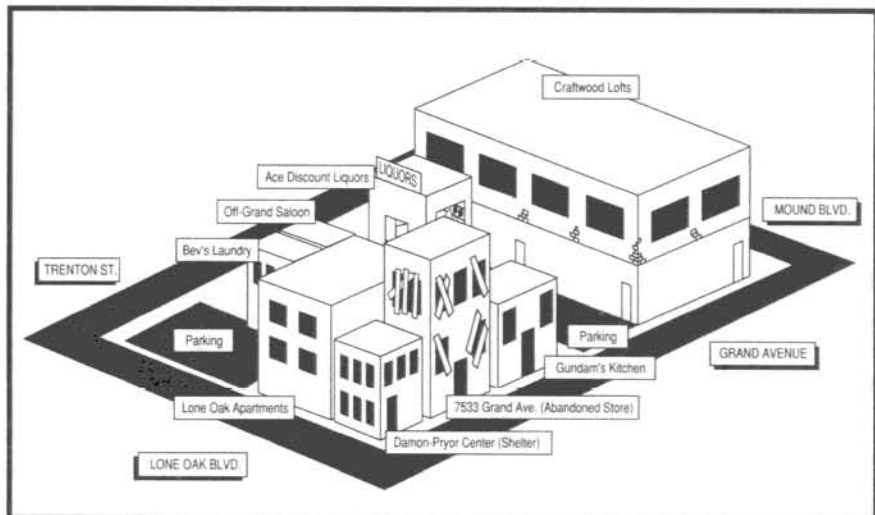 Craftwood Lofts
Ace Discount Liquors
LIQUORS
Off-Grand Saloon
MOUND BLVD.
Bev's Laundry
TRENTON ST.
Parking
Parking
GRAND AVENUE
Gundam's Kitchen
Lone Oak Apartments
7533 Grand Ave. (Abandoned Store)
Damon-Pryor Center (Shelter)
LONE OAK BLVD.